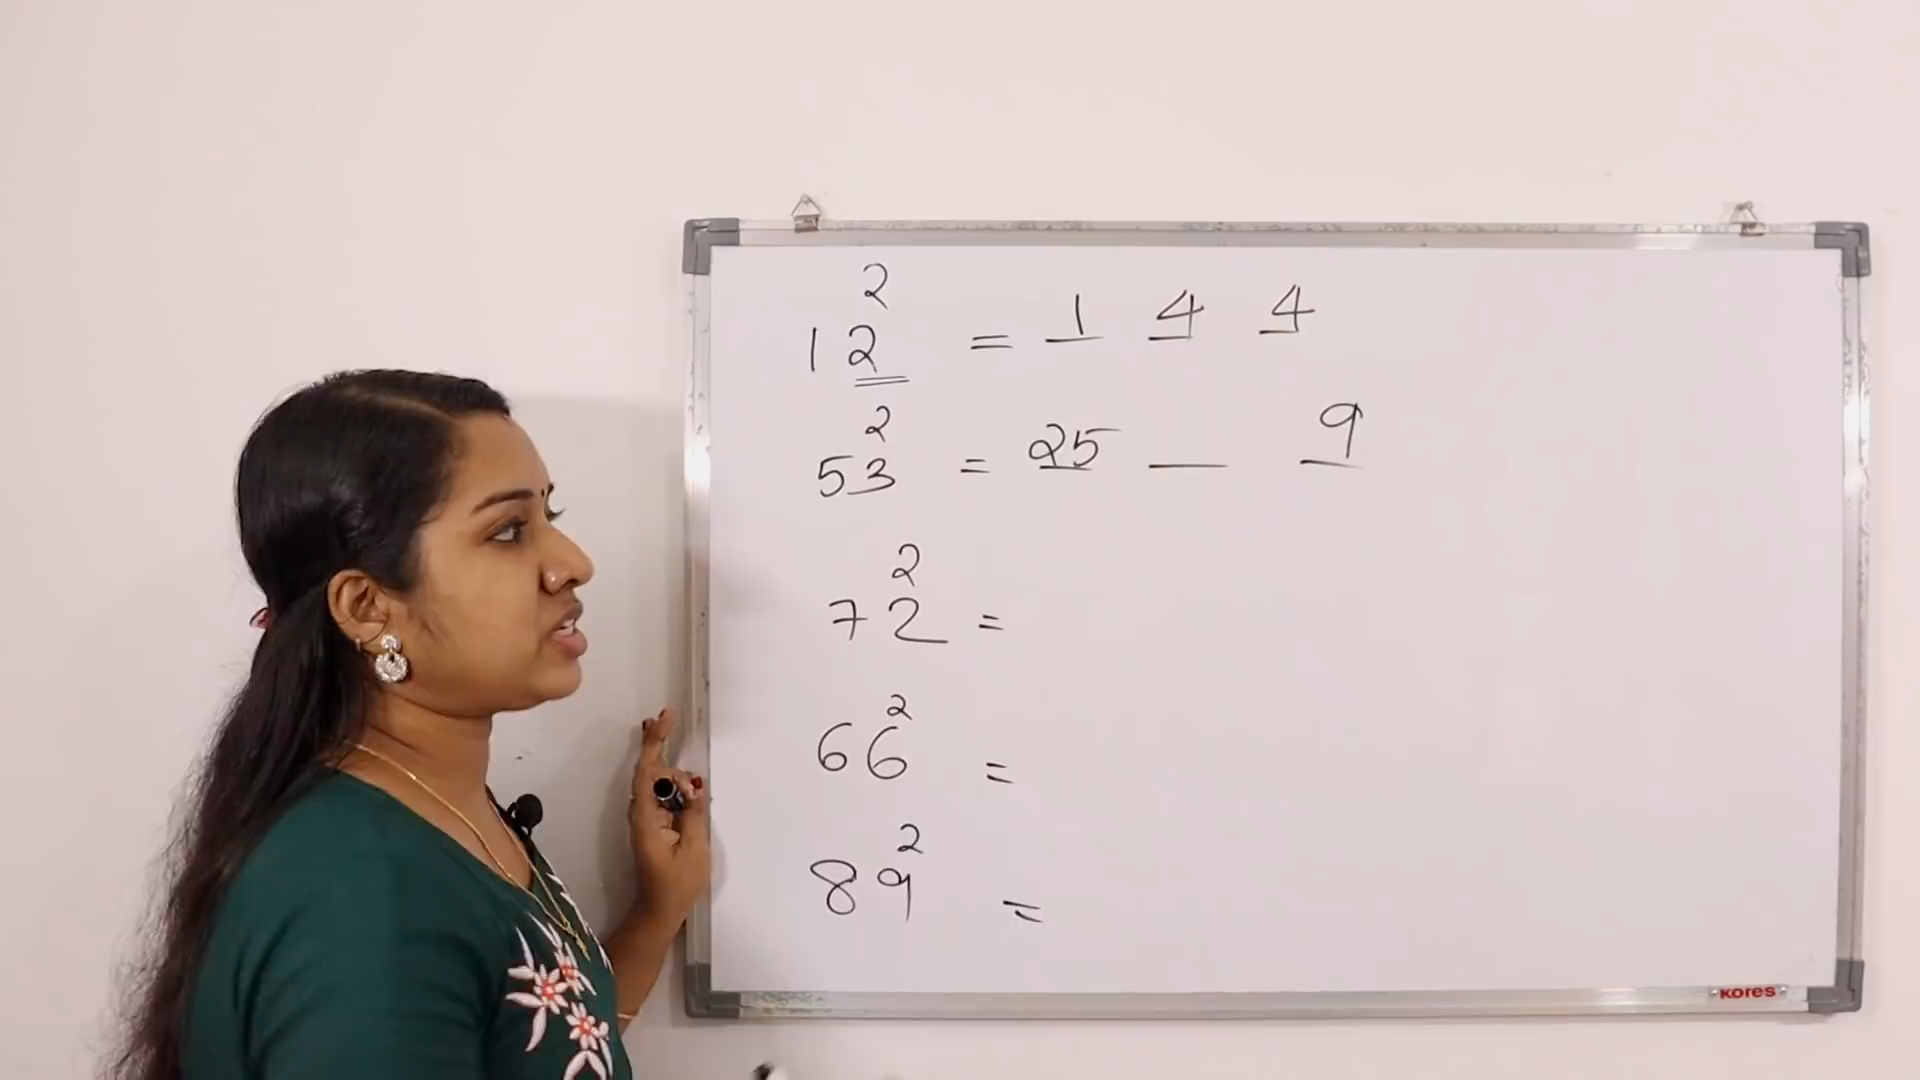 12² = 1 4 4
53² = 25 __ 9
72² =
66² =
89² =
KORES